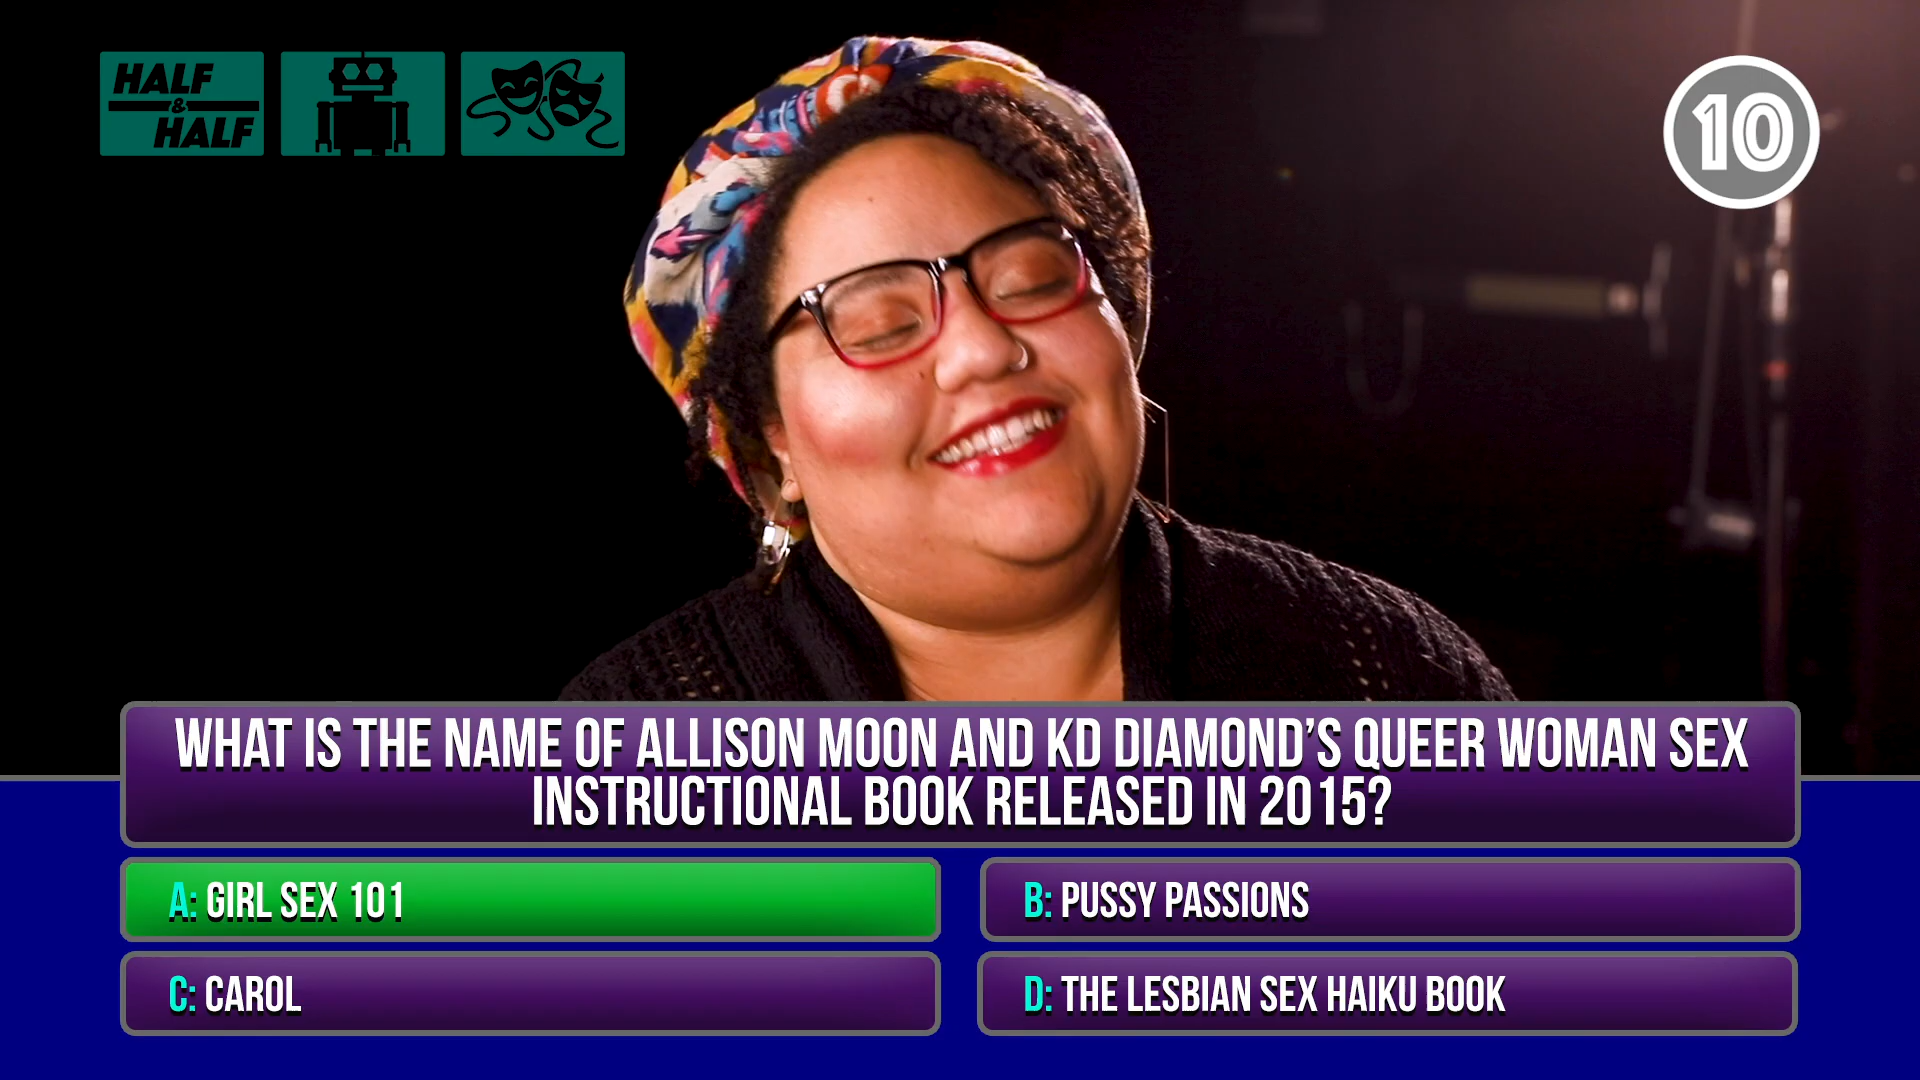 HALF
&
HALF
10
WHAT IS THE NAME OF ALLISON MOON AND KD DIAMOND’S QUEER WOMAN SEX
INSTRUCTIONAL BOOK RELEASED IN 2015?
A: GIRL SEX 101
B: PUSSY PASSIONS
C: CAROL
D: THE LESBIAN SEX HAIKU BOOK